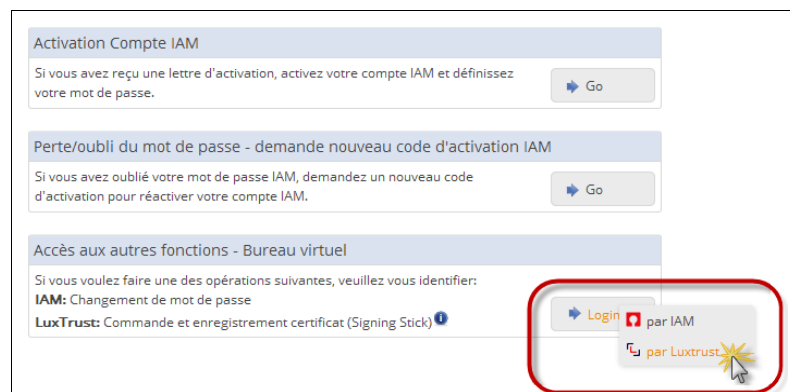 Activation Compte IAM
Si vous avez reçu une lettre d'activation, activez votre compte IAM et définissez
votre mot de passe.
Go
Perte/oubli du mot de passe - demande nouveau code d'activation IAM
Si vous avez oublié votre mot de passe IAM, demandez un nouveau code
d'activation pour réactiver votre compte IAM.
Go
Accès aux autres fonctions - Bureau virtuel
Si vous voulez faire une des opérations suivantes, veuillez vous identifier:
IAM: Changement de mot de passe
LuxTrust: Commande et enregistrement certificat (Signing Stick)
Login
par IAM
par Luxtrust